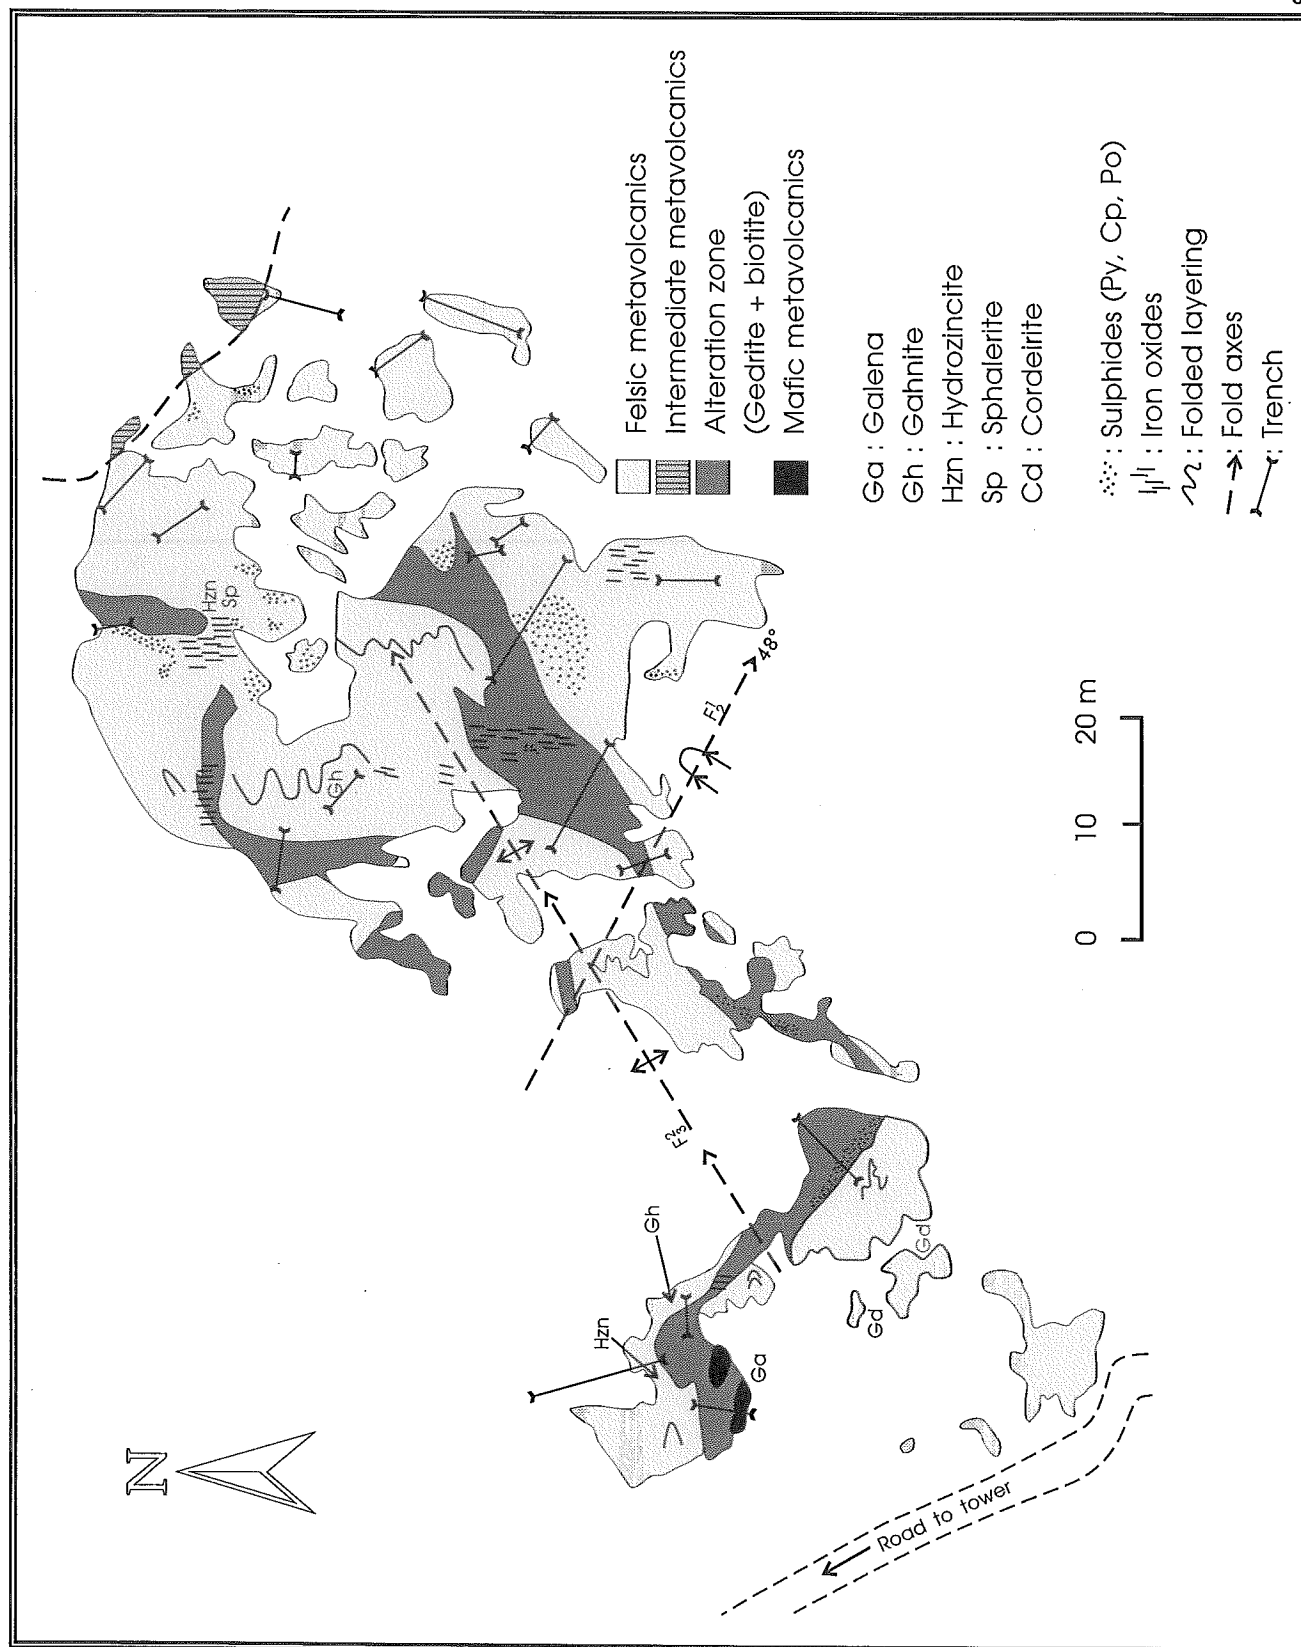 N
Road to tower
Hzn
Gh
Ga
Gd
Gd
F²₃
F¹₂
48°
Gh
Hzn
Sp
0 10 20 m
Felsic metavolcanics
Intermediate metavolcanics
Alteration zone
(Gedrite + biotite)
Mafic metavolcanics
Ga : Galena
Gh : Gahnite
Hzn : Hydrozincite
Sp : Sphalerite
Cd : Cordeirite
: Sulphides (Py, Cp, Po)
: Iron oxides
: Folded layering
: Fold axes
: Trench